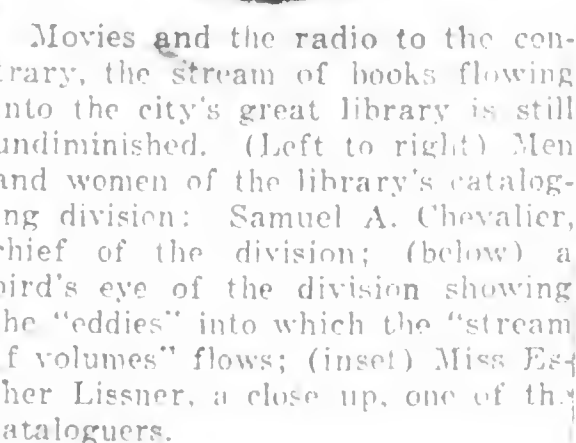 Movies and the radio to the con-
trary, the stream of books flowing
into the city's great library is still
undiminished. (Left to right) Men
and women of the library's catalog-
ing division: Samuel A. Chevalier,
chief of the division; (below) a
bird's eye of the division showing
the "eddies" into which the "stream
of volumes" flows; (inset) Miss Es-
ther Lissner, a close up, one of the
cataloguers.